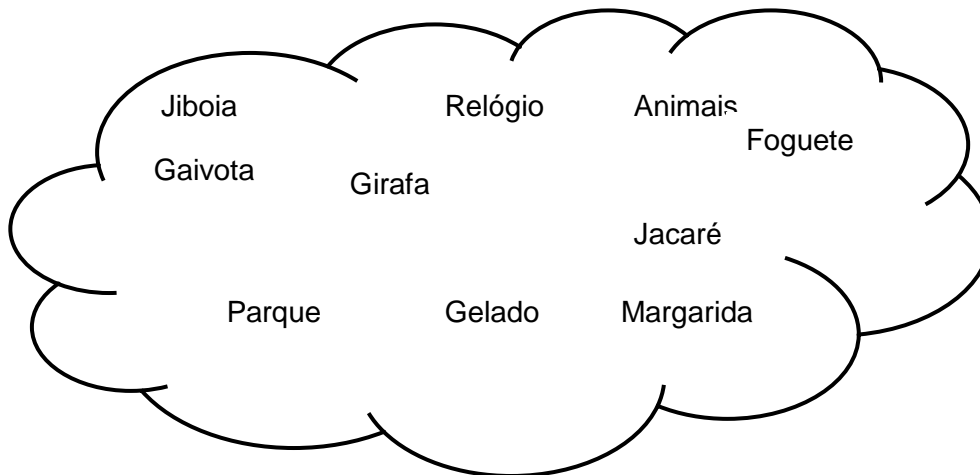 Jiboia Relógio Animais
Foguete
Gaivota
Girafa
Jacaré
Parque Gelado Margarida